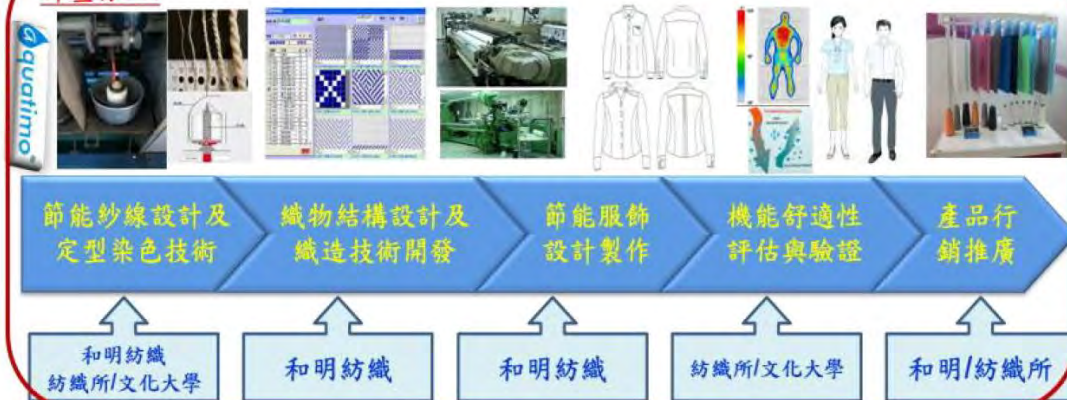 aquatimo®
節能紗線設計及
定型染色技術
織物結構設計及
織造技術開發
節能服飾
設計製作
機能舒適性
評估與驗證
產品行
銷推廣
和明紡織
紡織所/文化大學
和明紡織
和明紡織
紡織所/文化大學
和明/紡織所